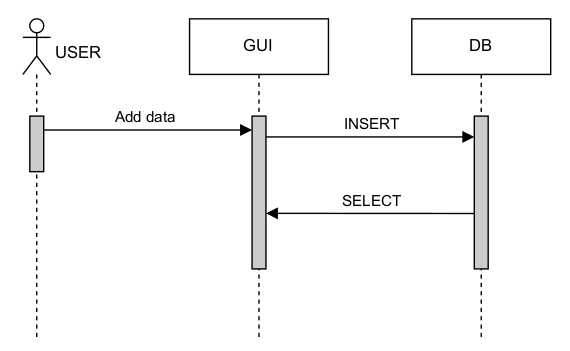 USER
GUI
DB
Add data
INSERT
SELECT